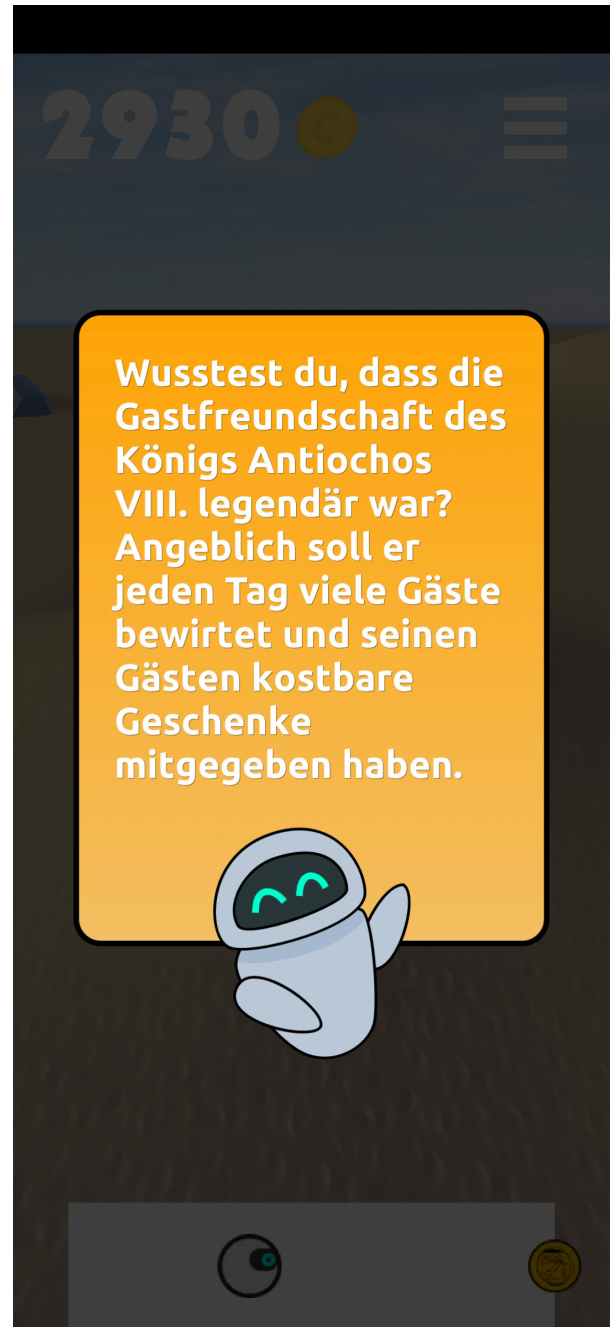 2930
Wusstest du, dass die
Gastfreundschaft des
Königs Antiochos
VIII. legendär war?
Angeblich soll er
jeden Tag viele Gäste
bewirtet und seinen
Gästen kostbare
Geschenke
mitgegeben haben.